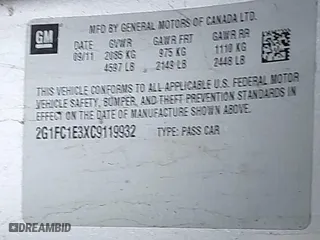 GM
MFD BY GENERAL MOTORS OF CANADA LTD.
DATE GVWR GAWR FRT GAWR RR
09/11 2085 KG 975 KG 1110 KG
4597 LB 2149 LB 2448 LB
THIS VEHICLE CONFORMS TO ALL APPLICABLE U.S. FEDERAL MOTOR
VEHICLE SAFETY, BUMPER, AND THEFT PREVENTION STANDARDS IN
EFFECT ON THE DATE OF MANUFACTURE SHOWN ABOVE.
2G1FC1E3XC9119932 TYPE: PASS CAR
DREAMBID